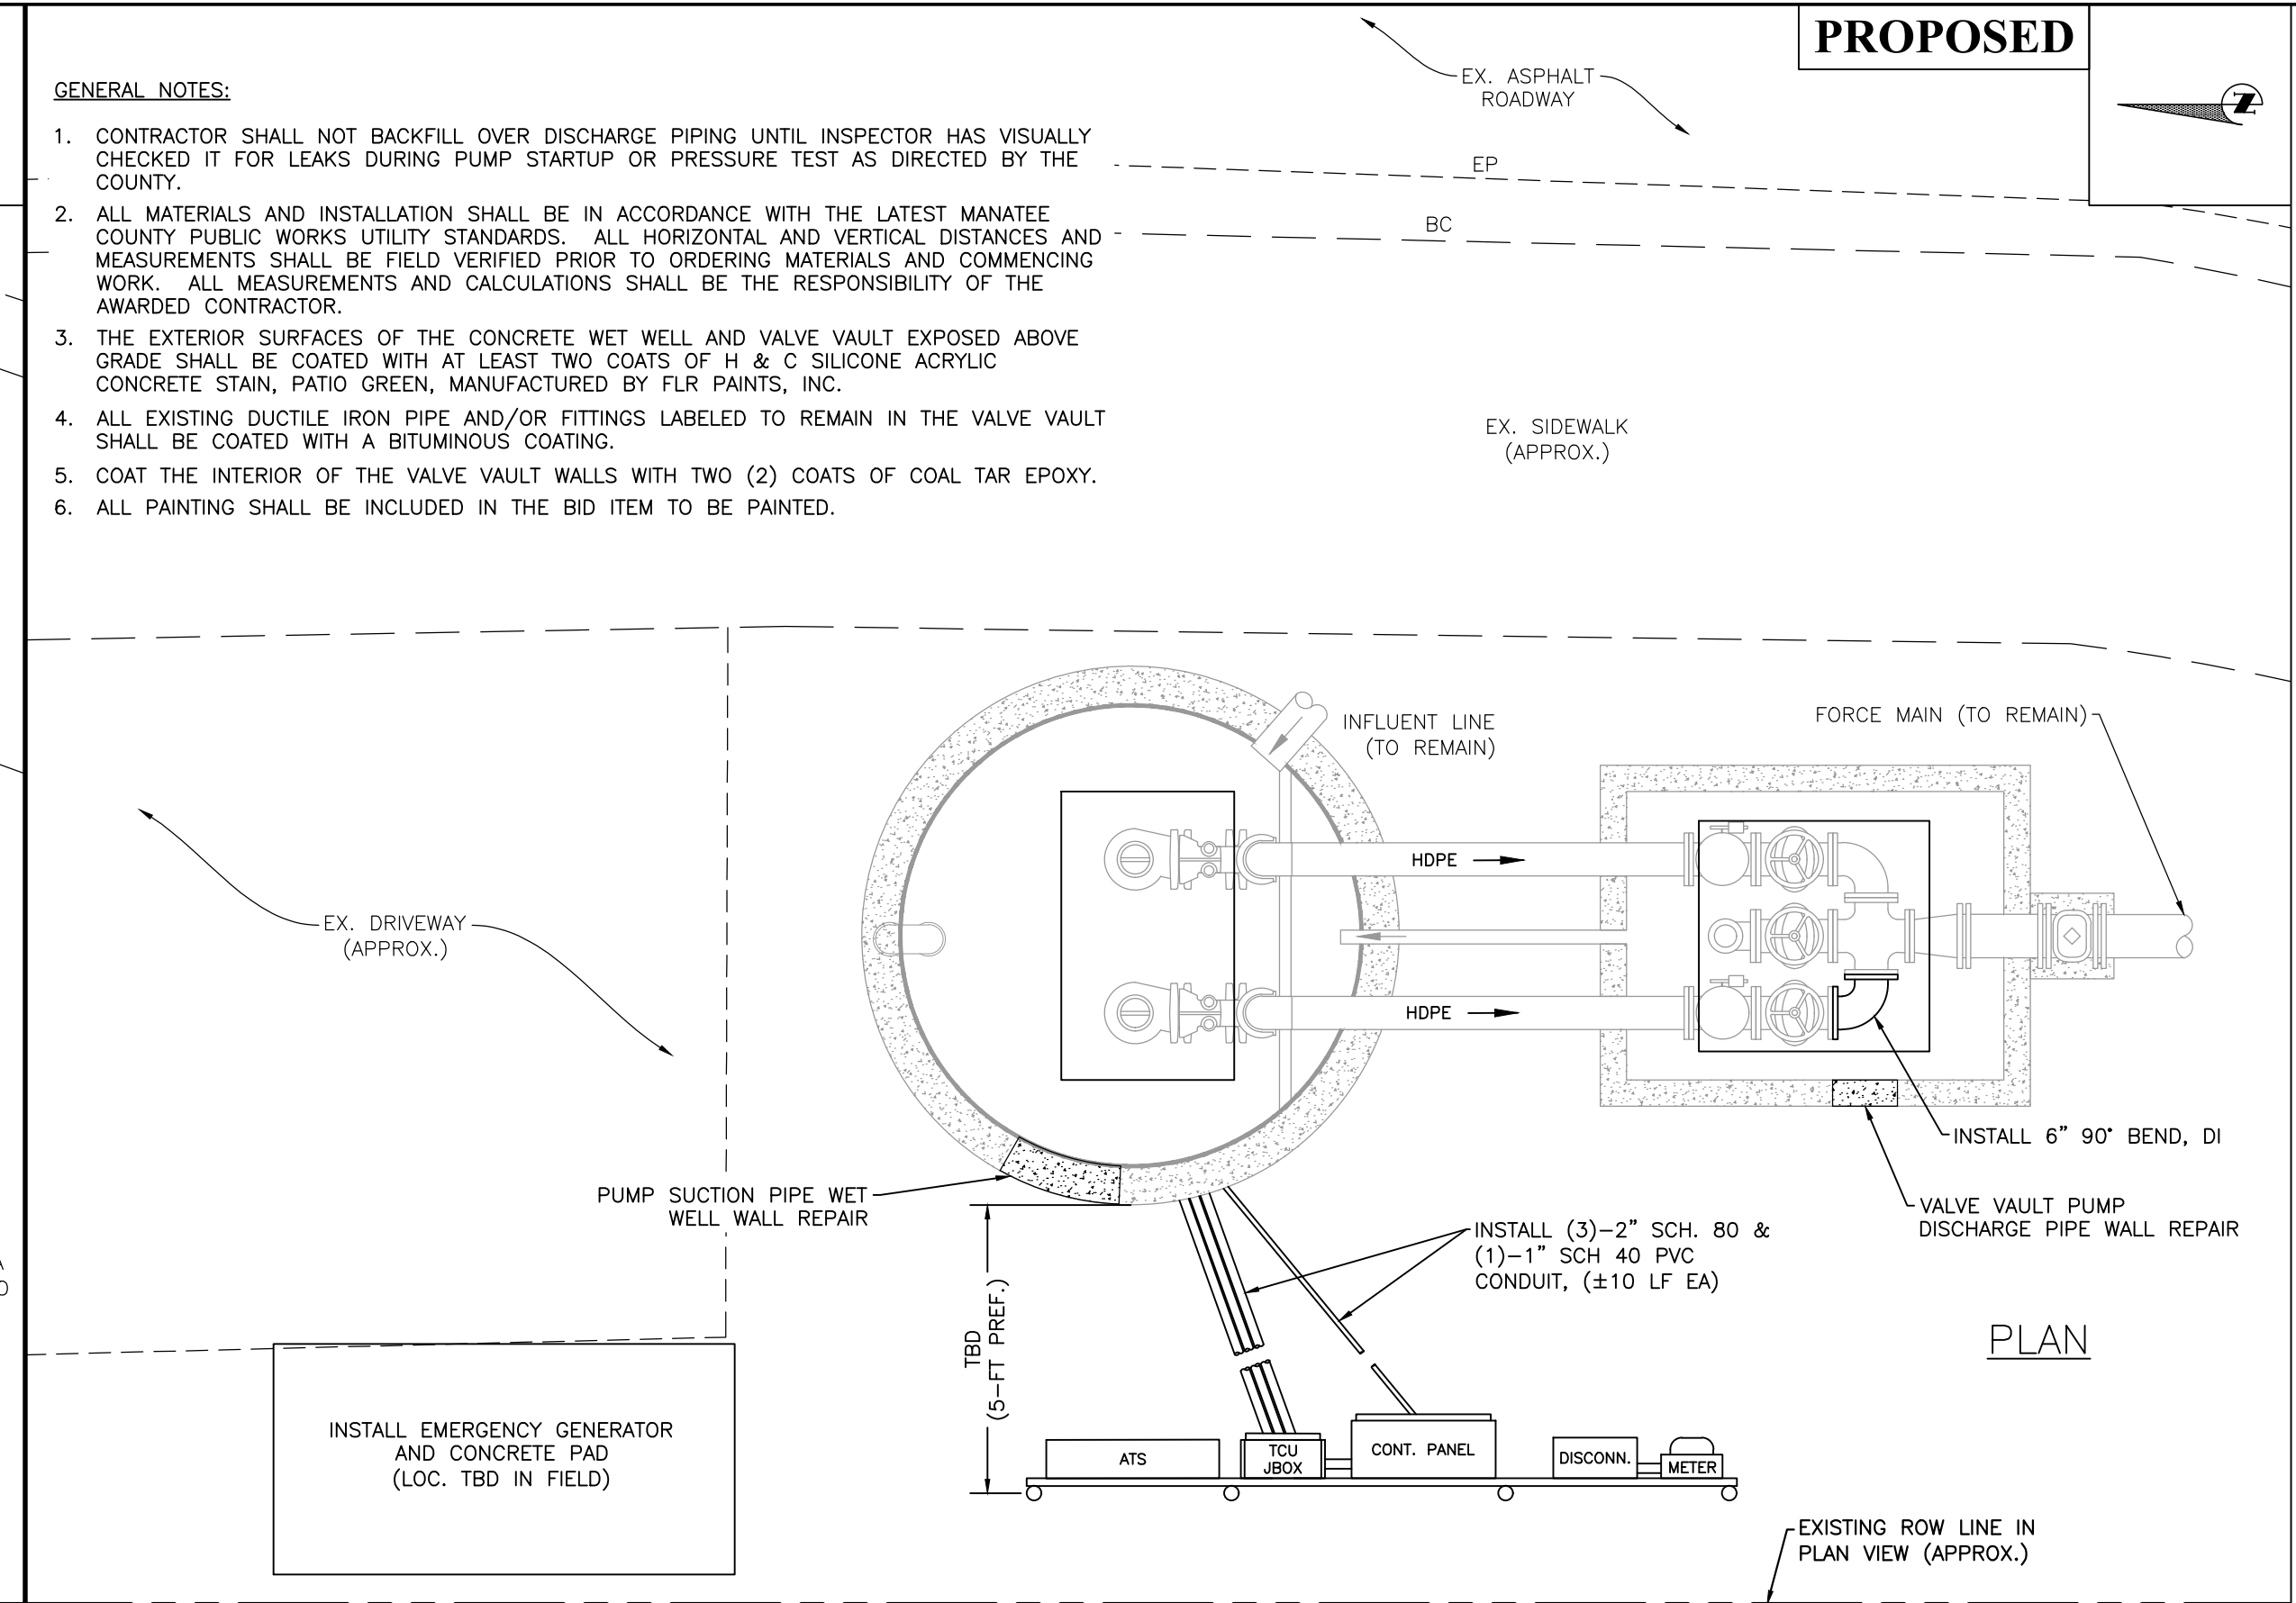 PROPOSED
Z
GENERAL NOTES:
1. CONTRACTOR SHALL NOT BACKFILL OVER DISCHARGE PIPING UNTIL INSPECTOR HAS VISUALLY
CHECKED IT FOR LEAKS DURING PUMP STARTUP OR PRESSURE TEST AS DIRECTED BY THE
COUNTY.
2. ALL MATERIALS AND INSTALLATION SHALL BE IN ACCORDANCE WITH THE LATEST MANATEE
COUNTY PUBLIC WORKS UTILITY STANDARDS. ALL HORIZONTAL AND VERTICAL DISTANCES AND
MEASUREMENTS SHALL BE FIELD VERIFIED PRIOR TO ORDERING MATERIALS AND COMMENCING
WORK. ALL MEASUREMENTS AND CALCULATIONS SHALL BE THE RESPONSIBILITY OF THE
AWARDED CONTRACTOR.
3. THE EXTERIOR SURFACES OF THE CONCRETE WET WELL AND VALVE VAULT EXPOSED ABOVE
GRADE SHALL BE COATED WITH AT LEAST TWO COATS OF H & C SILICONE ACRYLIC
CONCRETE STAIN, PATIO GREEN, MANUFACTURED BY FLR PAINTS, INC.
4. ALL EXISTING DUCTILE IRON PIPE AND/OR FITTINGS LABELED TO REMAIN IN THE VALVE VAULT
SHALL BE COATED WITH A BITUMINOUS COATING.
5. COAT THE INTERIOR OF THE VALVE VAULT WALLS WITH TWO (2) COATS OF COAL TAR EPOXY.
6. ALL PAINTING SHALL BE INCLUDED IN THE BID ITEM TO BE PAINTED.
EX. ASPHALT
ROADWAY
EP
BC
EX. SIDEWALK
(APPROX.)
INFLUENT LINE
(TO REMAIN)
FORCE MAIN (TO REMAIN)
HDPE
HDPE
EX. DRIVEWAY
(APPROX.)
INSTALL 6" 90° BEND, DI
PUMP SUCTION PIPE WET
WELL WALL REPAIR
VALVE VAULT PUMP
DISCHARGE PIPE WALL REPAIR
INSTALL (3)-2" SCH. 80 &
(1)-1" SCH 40 PVC
CONDUIT, (±10 LF EA)
TBD
(5-FT PREF.)
PLAN
INSTALL EMERGENCY GENERATOR
AND CONCRETE PAD
(LOC. TBD IN FIELD)
ATS
TCU
JBOX
CONT. PANEL
DISCONN.
METER
EXISTING ROW LINE IN
PLAN VIEW (APPROX.)